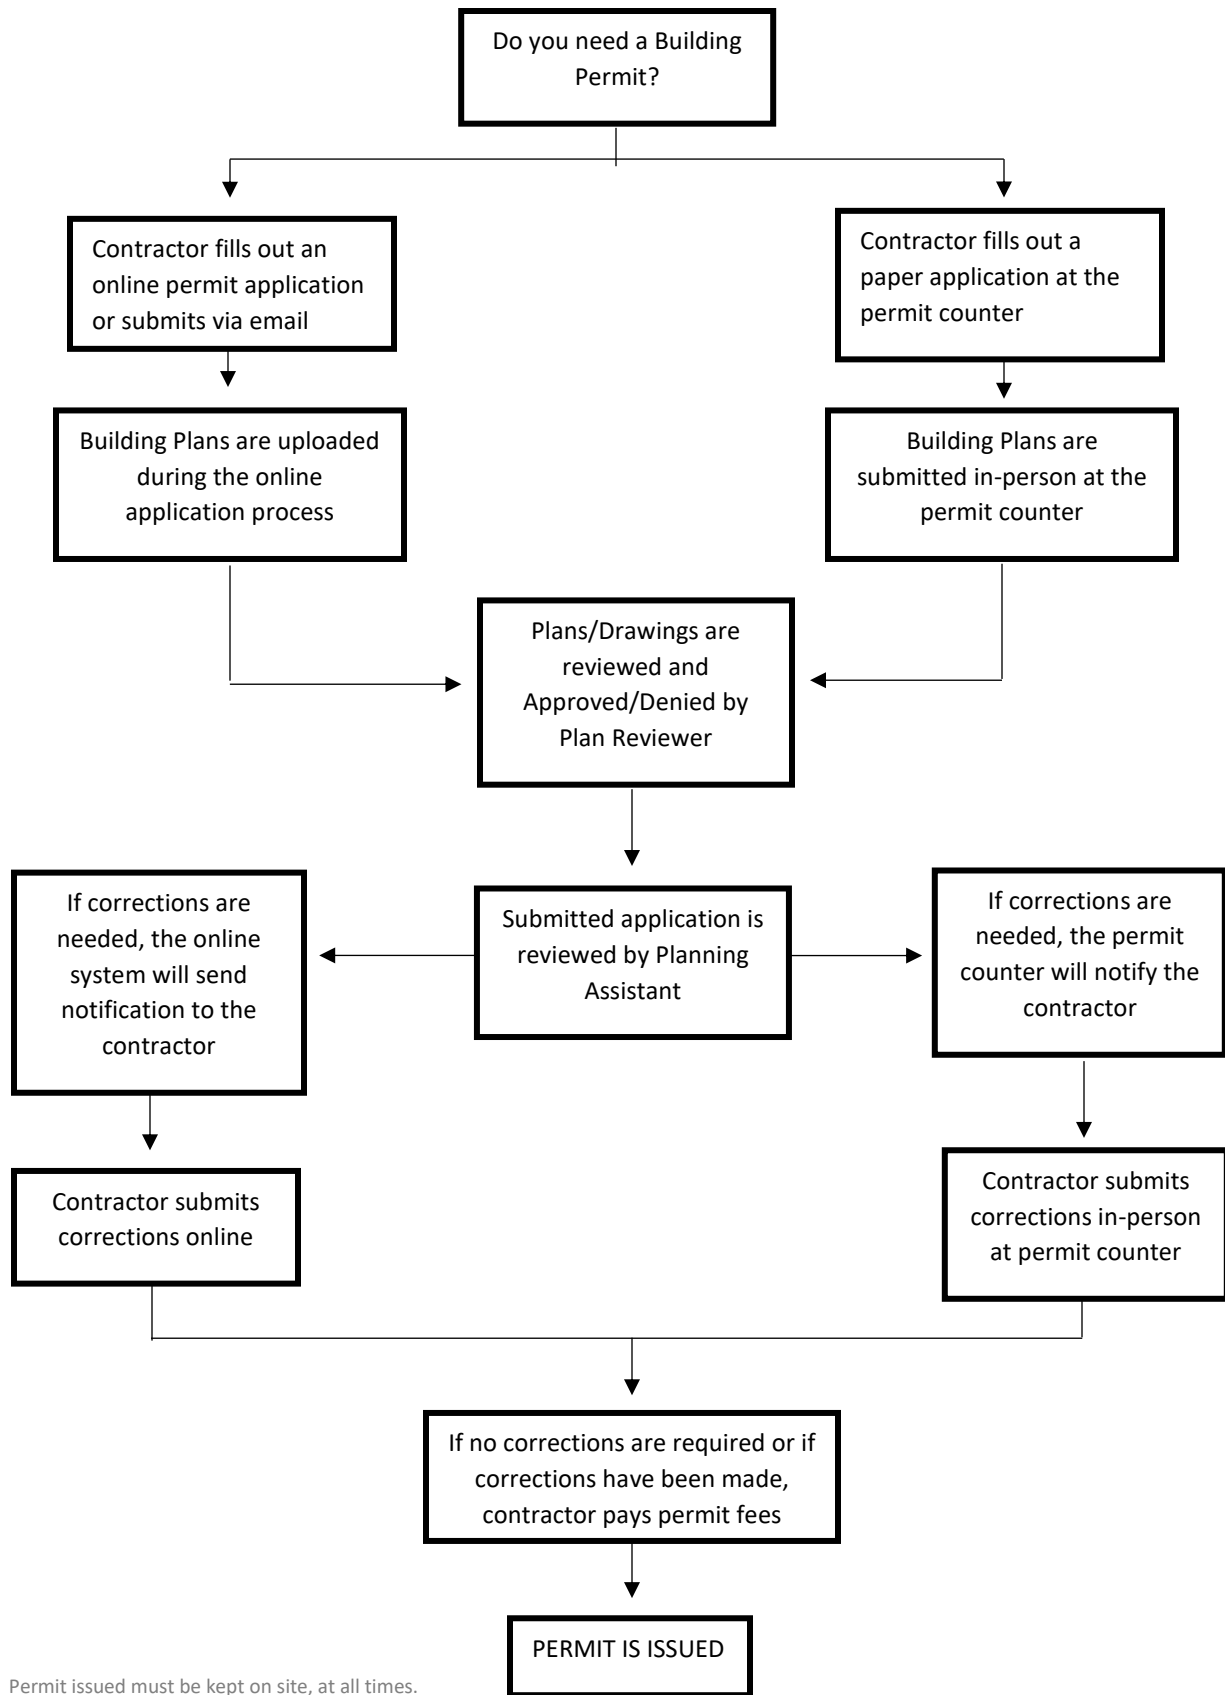 Do you need a Building
Permit?
Contractor fills out an
online permit application
or submits via email
Contractor fills out a
paper application at the
permit counter
Building Plans are uploaded
during the online
application process
Building Plans are
submitted in-person at the
permit counter
Plans/Drawings are
reviewed and
Approved/Denied by
Plan Reviewer
If corrections are
needed, the online
system will send
notification to the
contractor
Submitted application is
reviewed by Planning
Assistant
If corrections are
needed, the permit
counter will notify the
contractor
Contractor submits
corrections online
Contractor submits
corrections in-person
at permit counter
If no corrections are required or if
corrections have been made,
contractor pays permit fees
PERMIT IS ISSUED
Permit issued must be kept on site, at all times.